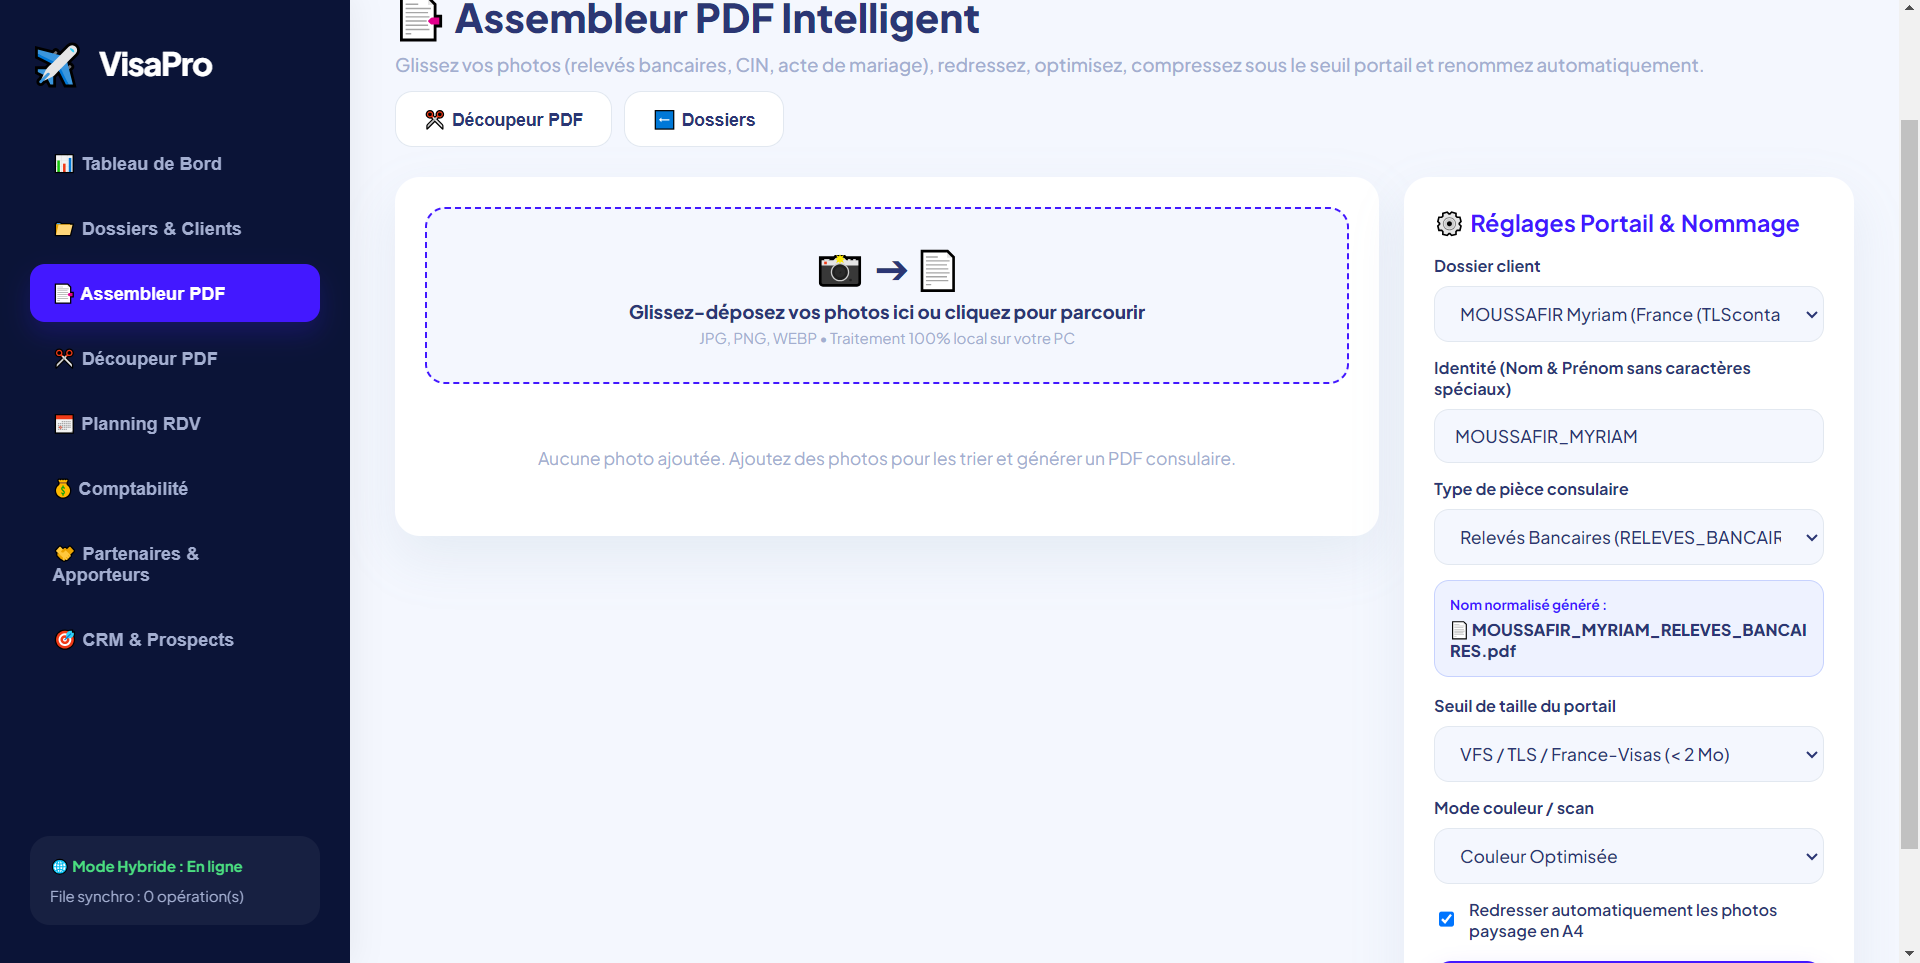 VisaPro
Tableau de Bord
Dossiers & Clients
Assembleur PDF
Découpeur PDF
Planning RDV
Comptabilité
Partenaires &
Apporteurs
CRM & Prospects
Mode Hybride : En ligne
File synchro : 0 opération(s)
Assembleur PDF Intelligent
Glissez vos photos (relevés bancaires, CIN, acte de mariage), redressez, optimisez, compressez sous le seuil portail et renommez automatiquement.
Découpeur PDF
Dossiers
Glissez-déposez vos photos ici ou cliquez pour parcourir
JPG, PNG, WEBP • Traitement 100% local sur votre PC
Aucune photo ajoutée. Ajoutez des photos pour les trier et générer un PDF consulaire.
Réglages Portail & Nommage
Dossier client
MOUSSAFIR Myriam (France (TLSconta
Identité (Nom & Prénom sans caractères
spéciaux)
MOUSSAFIR_MYRIAM
Type de pièce consulaire
Relevés Bancaires (RELEVES_BANCAIR
Nom normalisé généré :
MOUSSAFIR_MYRIAM_RELEVES_BANCAI
RES.pdf
Seuil de taille du portail
VFS / TLS / France-Visas (< 2 Mo)
Mode couleur / scan
Couleur Optimisée
Redresser automatiquement les photos
paysage en A4